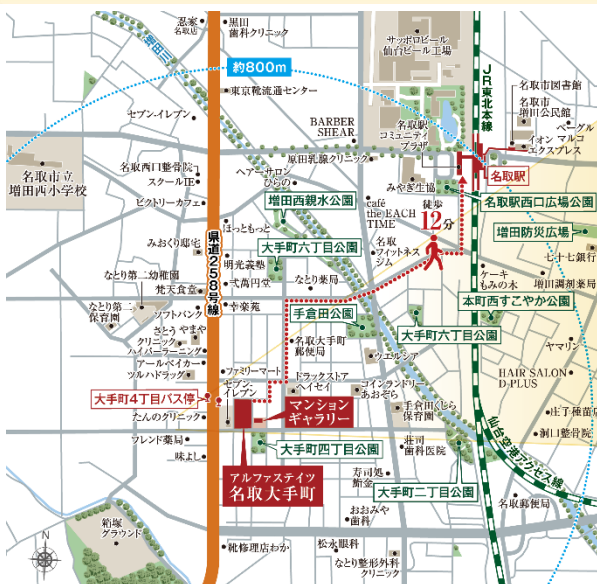 忍家
名取店
黒田
歯科クリニック
増田川
サッポロビール
仙台ビール工場
約800m
東京靴流通センター
セブン-イレブン
BARBER
SHEAR
名取駅
コミュニティ
プラザ
JR東北本線
名取市図書館
名取市
増田公民館
ベーグル
マルコ
イオン
エクスプレス
名取市立
増田西小学校
名取西口整骨院
スクールIE
ビクトリーカフェ
原田乳腺クリニック
ヘアーサロン
ひらの
みやぎ生協
名取駅
名取駅西口広場公園
café
the EACH
TIME
徒歩
12分
増田西親水公園
増田防災広場
七十七銀行
ほっともっと
みおくり邸宅
大手町六丁目公園
名取
フィットネス
ジム
県道258号線
明光義塾
弐萬円堂
なとり薬局
なとり第二幼稚園
梵天食堂
ケーキ
もみの木
増田調剤薬局
なとり第二
保育園
ソフトバンク
幸楽苑
手倉田公園
本町西すこやか公園
大手町六丁目公園
さとう
クリニック
やまや
ハイパーラーニング
名取大手町
郵便局
ヤマリン
アールベイカー
ツルハドラッグ
ファミリーマート
ウエルシア
セブン-
イレブン
ドラックストア
ヘイセイ
コインランドリー
あおぞら
HAIR SALON
D-PLUS
大手町4丁目バス停
マンション
ギャラリー
手倉田くじら
保育園
庄子種苗店
洞口整骨院
たんのクリニック
フレンド薬局
一味よし
大手町四丁目公園
荘司
歯科医院
仙台空港アクセス線
アルファステイツ
名取大手町
寿司処
鮨金
大手町二丁目公園
箱塚
グラウンド
おおみや
歯科
名取郵便局
靴修理店わか
松永眼科
なとり整形外科
クリニック
N